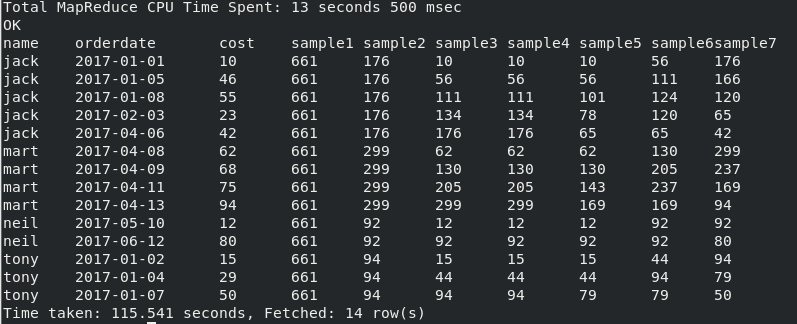 Total MapReduce CPU Time Spent: 13 seconds 500 msec
OK
name orderdate cost sample1 sample2 sample3 sample4 sample5 sample6sample7
jack 2017-01-01 10 661 176 10 10 10 56 176
jack 2017-01-05 46 661 176 56 56 56 111 166
jack 2017-01-08 55 661 176 111 111 101 124 120
jack 2017-02-03 23 661 176 134 134 78 120 65
jack 2017-04-06 42 661 176 176 176 65 65 42
mart 2017-04-08 62 661 299 62 62 62 130 299
mart 2017-04-09 68 661 299 130 130 130 205 237
mart 2017-04-11 75 661 299 205 205 143 237 169
mart 2017-04-13 94 661 299 299 299 169 169 94
neil 2017-05-10 12 661 92 12 12 12 92 92
neil 2017-06-12 80 661 92 92 92 92 92 80
tony 2017-01-02 15 661 94 15 15 15 44 94
tony 2017-01-04 29 661 94 44 44 44 94 79
tony 2017-01-07 50 661 94 94 94 79 79 50
Time taken: 115.541 seconds, Fetched: 14 row(s)